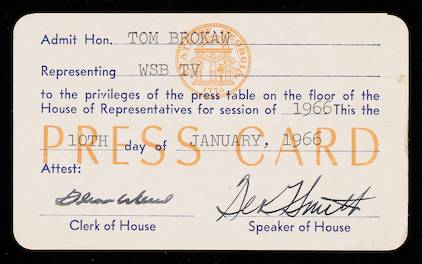 Admit Hon. TOM BROKAW
Representing WSB TV
to the privileges of the press table on the floor of the
House of Representatives for session of 1966 This the
10TH day of JANUARY, 1966
PRESS CARD
Attest:
Geo T Smith
Clerk of House Speaker of House